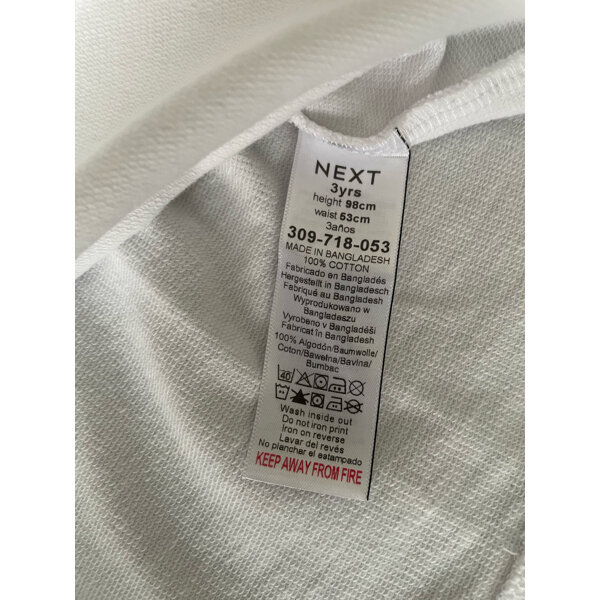 NEXT
3yrs
height 98cm
waist 53cm
3años
309-718-053
MADE IN BANGLADESH
100% COTTON
Fabricado en Bangladés
Hergestellt in Bangladesch
Fabriqué au Bangladesh
Wyprodukowano w
Bangladeszu
Vyrobeno v Bangladéši
Fabricat în Bangladesh
100% Algodón/Baumwolle/
Coton/Bawełna/Bavlna/
Bumbac
40
Wash inside out
Do not iron print
Iron on reverse
Lavar del revés
No planchar el estampado
KEEP AWAY FROM FIRE